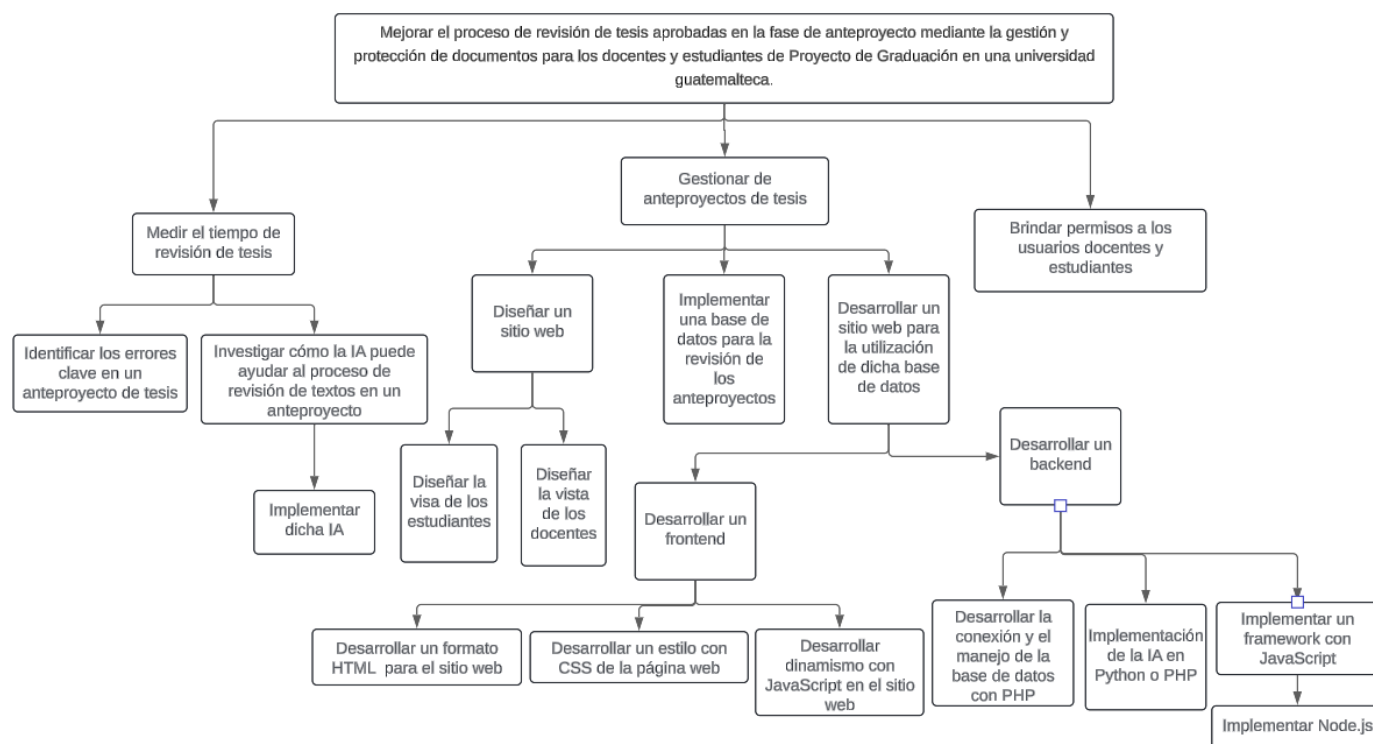 Mejorar el proceso de revisión de tesis aprobadas en la fase de anteproyecto mediante la gestión y
protección de documentos para los docentes y estudiantes de Proyecto de Graduación en una universidad
guatemalteca.
Gestionar de
anteproyectos de tesis
Medir el tiempo de
revisión de tesis
Brindar permisos a los
usuarios docentes y
estudiantes
Identificar los errores
clave en un
anteproyecto de tesis
Investigar cómo la IA puede
ayudar al proceso de
revisión de textos en un
anteproyecto
Implementar
dicha IA
Diseñar un
sitio web
Implementar
una base de
datos para la
revisión de
los
anteproyectos
Desarrollar un
sitio web para
la utilización
de dicha base
de datos
Diseñar la
visa de los
estudiantes
Diseñar
la vista
de los
docentes
Desarrollar un
frontend
Desarrollar un
backend
Desarrollar un formato
HTML para el sitio web
Desarrollar un estilo con
CSS de la página web
Desarrollar
dinamismo con
JavaScript en el sitio
web
Desarrollar la
conexión y el
manejo de la
base de datos
con PHP
Implementación
de la IA en
Python o PHP
Implementar un
framework con
JavaScript
Implementar Node.js